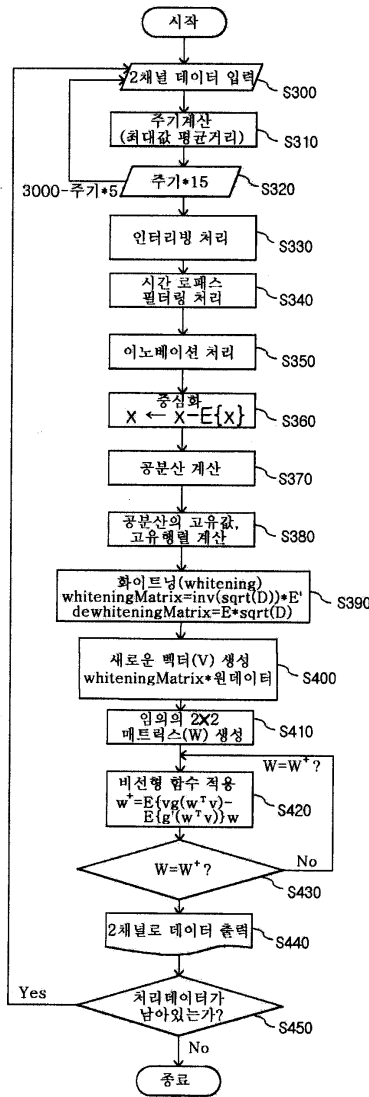 시작
2채널 데이터 입력
S300
주기계산
(최대값 평균거리)
S310
주기*15
S320
3000-주기*5
인터리빙 처리
S330
시간 로패스
필터링 처리
S340
이노베이션 처리
S350
중심화
x ← x-E{x}
S360
공분산 계산
S370
공분산의 고유값,
고유행렬 계산
S380
화이트닝(whitening)
whiteningMatrix=inv(sqrt(D))*E'
dewhiteningMatrix=E*sqrt(D)
S390
새로운 벡터(V) 생성
whiteningMatrix*원데이터
S400
임의의 2X2
매트릭스(W) 생성
S410
W=W⁺?
비선형 함수 적용
w⁺=E{vg(wᵀv)-
E{g'(wᵀv)}w
S420
W=W⁺?
No
S430
2채널로 데이터 출력
S440
Yes
처리데이터가
남아있는가?
S450
No
종료